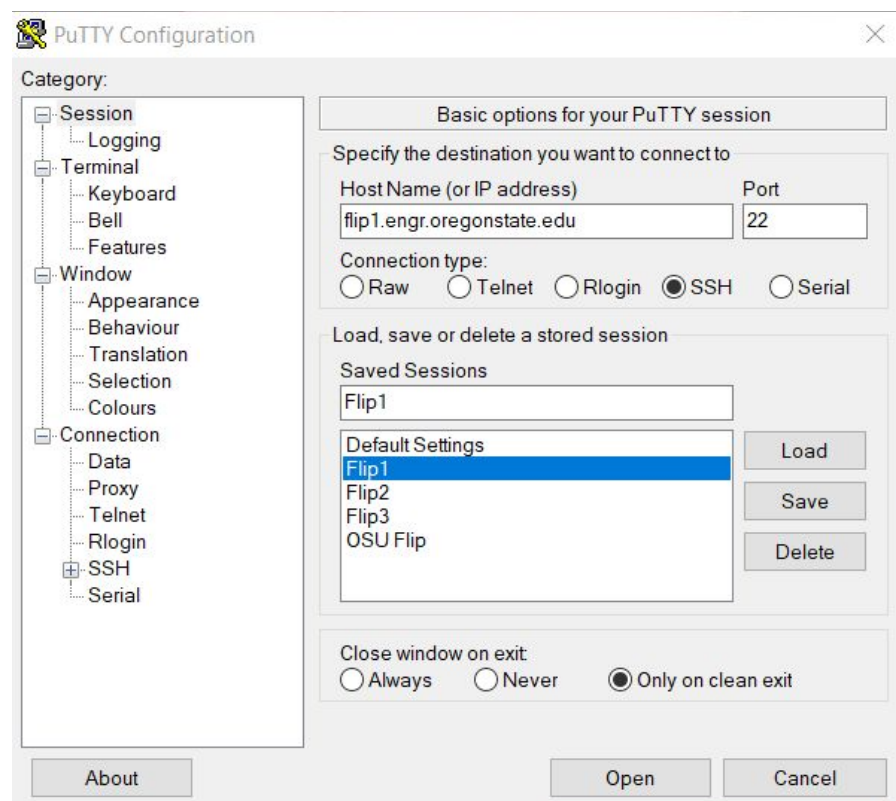 PuTTY Configuration
Category:
Session
Logging
Terminal
Keyboard
Bell
Features
Window
Appearance
Behaviour
Translation
Selection
Colours
Connection
Data
Proxy
Telnet
Rlogin
SSH
Serial
Basic options for your PuTTY session
Specify the destination you want to connect to
Host Name (or IP address) Port
flip1.engr.oregonstate.edu 22
Connection type:
Raw Telnet Rlogin SSH Serial
Load, save or delete a stored session
Saved Sessions
Flip1
Default Settings
Flip1
Flip2
Flip3
OSU Flip
Load
Save
Delete
Close window on exit:
Always Never Only on clean exit
About Open Cancel